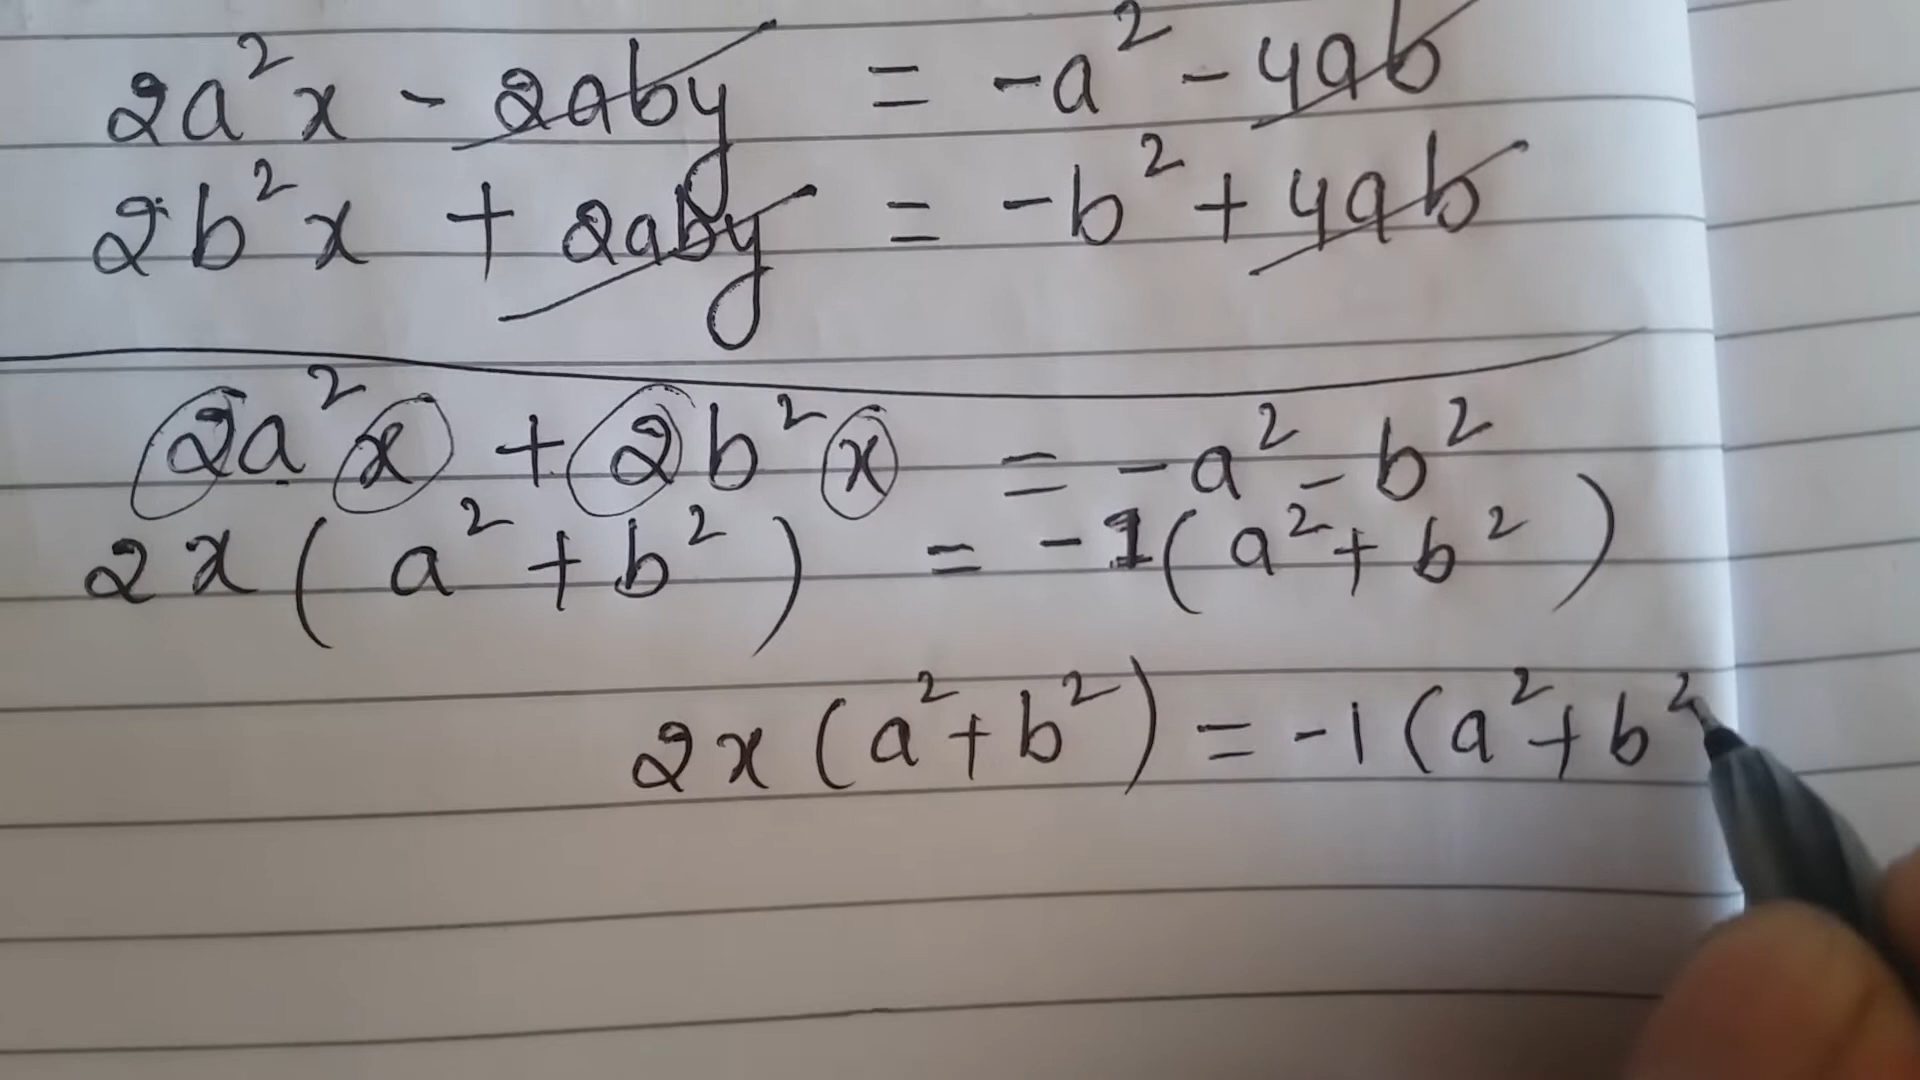 2a²x - 2aby = -a² - 4ab
2b²x + 2aby = -b² + 4ab
2a²x + 2b²x = -a² - b²
2x(a² + b²) = -1(a² + b²)
2x(a² + b²) = -1(a² + b²